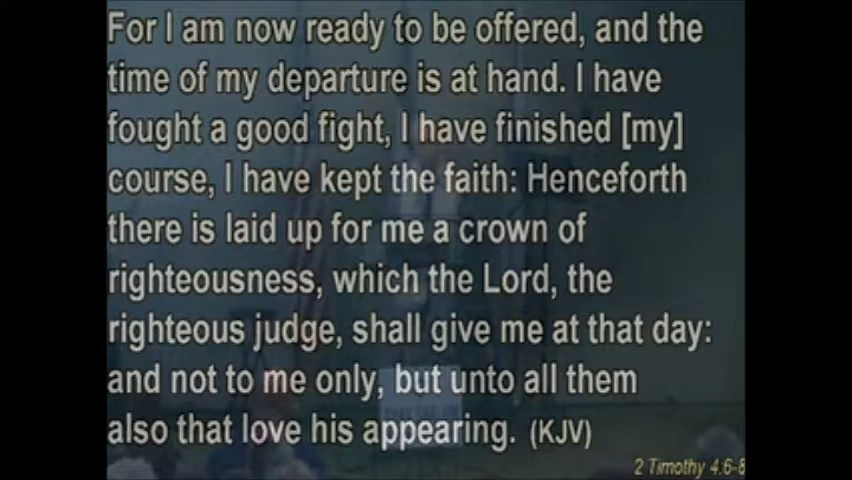 For I am now ready to be offered, and the
time of my departure is at hand. I have
fought a good fight, I have finished [my]
course, I have kept the faith: Henceforth
there is laid up for me a crown of
righteousness, which the Lord, the
righteous judge, shall give me at that day:
and not to me only, but unto all them
also that love his appearing. (KJV)
2 Timothy 4:6-8